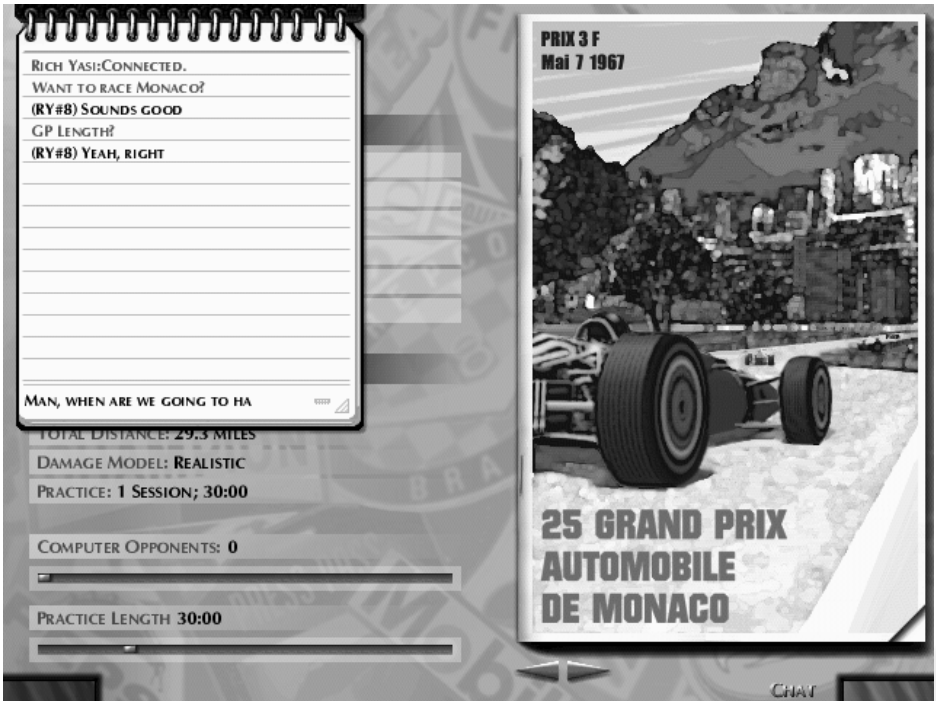 Rich Yasi:Connected.
Want to race Monaco?
(RY#8) Sounds good
GP Length?
(RY#8) Yeah, right
Man, when are we going to ha
Total Distance: 29.3 miles
Damage Model: Realistic
Practice: 1 Session; 30:00
Computer Opponents: 0
Practice Length 30:00
PRIX 3 F
Mai 7 1967
25 GRAND PRIX
AUTOMOBILE
DE MONACO
Chat
BRA
Mobil